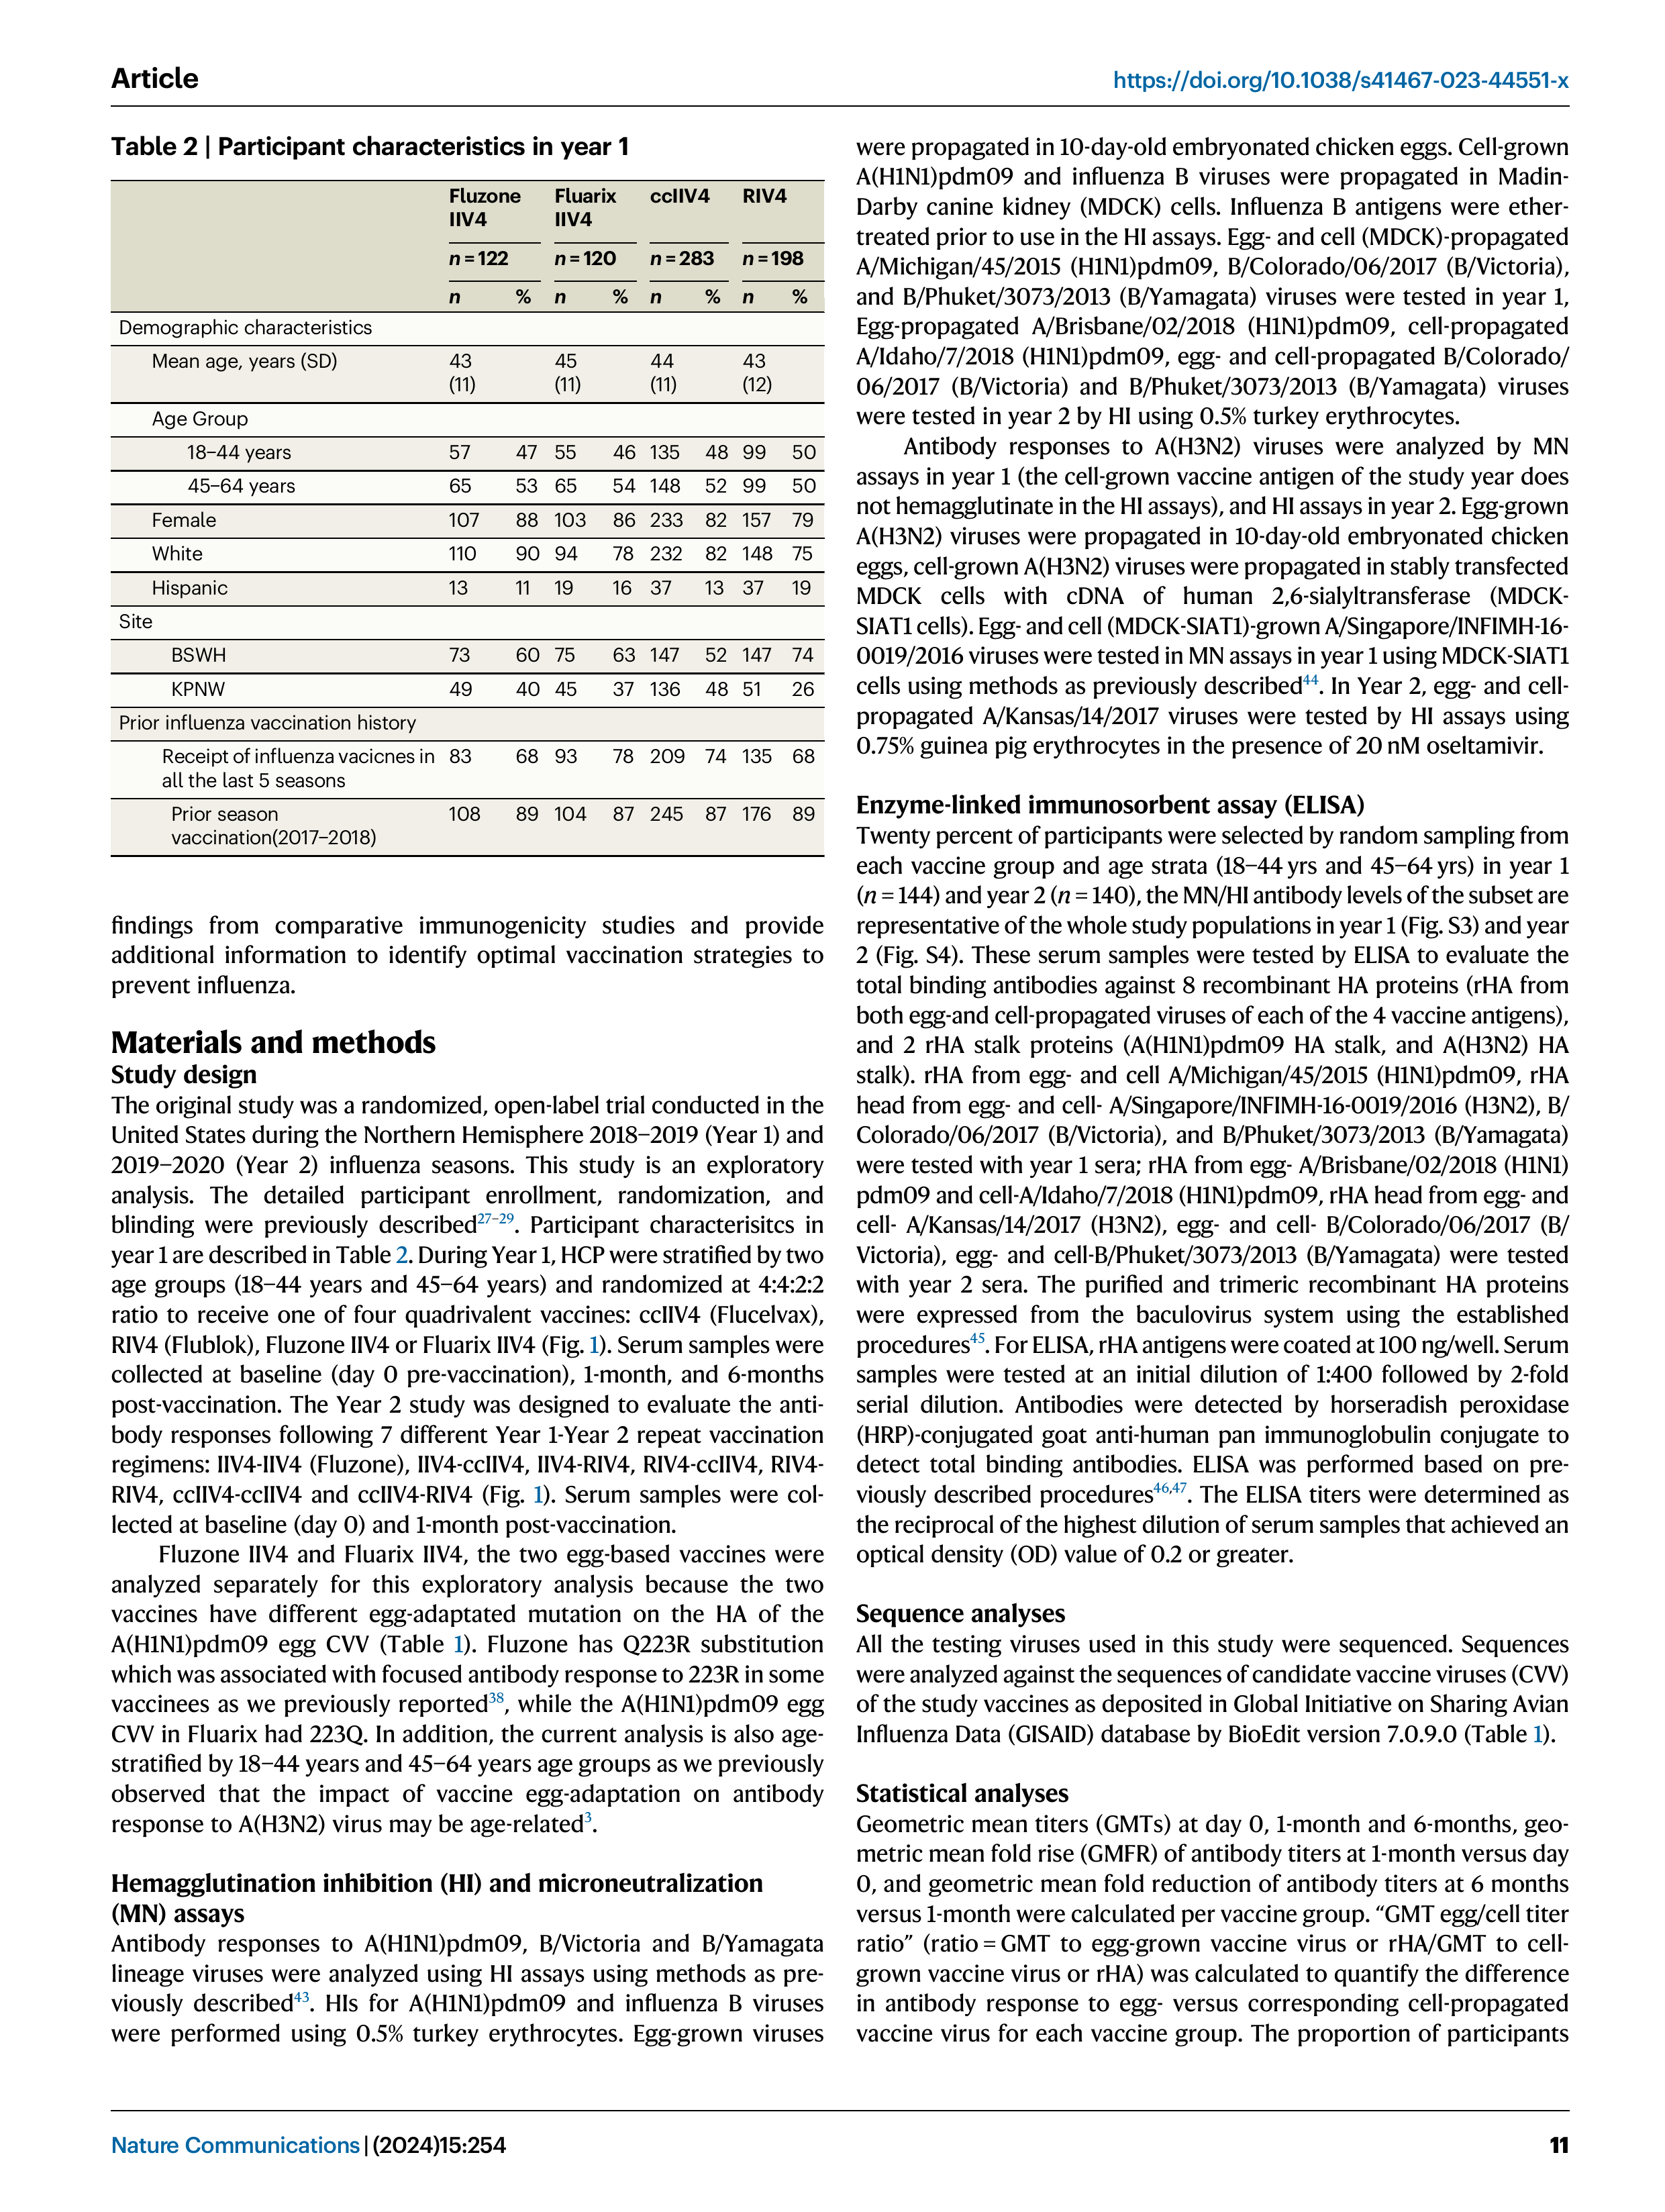 Article
https://doi.org/10.1038/s41467-023-44551-x
Table 2 | Participant characteristics in year 1
Fluzone IIV4 Fluarix IIV4 ccIIV4 RIV4
n = 122 n = 120 n = 283 n = 198
n % n % n % n %
Demographic characteristics
Mean age, years (SD) 43 (11) 45 (11) 44 (11) 43 (12)
Age Group
18–44 years 57 47 55 46 135 48 99 50
45–64 years 65 53 65 54 148 52 99 50
Female 107 88 103 86 233 82 157 79
White 110 90 94 78 232 82 148 75
Hispanic 13 11 19 16 37 13 37 19
Site
BSWH 73 60 75 63 147 52 147 74
KPNW 49 40 45 37 136 48 51 26
Prior influenza vaccination history
Receipt of influenza vacicnes in 83 68 93 78 209 74 135 68
all the last 5 seasons
Prior season 108 89 104 87 245 87 176 89
vaccination(2017–2018)
findings from comparative immunogenicity studies and provide
additional information to identify optimal vaccination strategies to
prevent influenza.
Materials and methods
Study design
The original study was a randomized, open-label trial conducted in the
United States during the Northern Hemisphere 2018–2019 (Year 1) and
2019–2020 (Year 2) influenza seasons. This study is an exploratory
analysis. The detailed participant enrollment, randomization, and
blinding were previously described27–29. Participant characterisitcs in
year 1 are described in Table 2. During Year 1, HCP were stratified by two
age groups (18–44 years and 45–64 years) and randomized at 4:4:2:2
ratio to receive one of four quadrivalent vaccines: ccIIV4 (Flucelvax),
RIV4 (Flublok), Fluzone IIV4 or Fluarix IIV4 (Fig. 1). Serum samples were
collected at baseline (day 0 pre-vaccination), 1-month, and 6-months
post-vaccination. The Year 2 study was designed to evaluate the anti-
body responses following 7 different Year 1-Year 2 repeat vaccination
regimens: IIV4-IIV4 (Fluzone), IIV4-ccIIV4, IIV4-RIV4, RIV4-ccIIV4, RIV4-
RIV4, ccIIV4-ccIIV4 and ccIIV4-RIV4 (Fig. 1). Serum samples were col-
lected at baseline (day 0) and 1-month post-vaccination.
Fluzone IIV4 and Fluarix IIV4, the two egg-based vaccines were
analyzed separately for this exploratory analysis because the two
vaccines have different egg-adaptated mutation on the HA of the
A(H1N1)pdm09 egg CVV (Table 1). Fluzone has Q223R substitution
which was associated with focused antibody response to 223R in some
vaccinees as we previously reported38, while the A(H1N1)pdm09 egg
CVV in Fluarix had 223Q. In addition, the current analysis is also age-
stratified by 18–44 years and 45–64 years age groups as we previously
observed that the impact of vaccine egg-adaptation on antibody
response to A(H3N2) virus may be age-related3.
Hemagglutination inhibition (HI) and microneutralization
(MN) assays
Antibody responses to A(H1N1)pdm09, B/Victoria and B/Yamagata
lineage viruses were analyzed using HI assays using methods as pre-
viously described43. HIs for A(H1N1)pdm09 and influenza B viruses
were performed using 0.5% turkey erythrocytes. Egg-grown viruses
were propagated in 10-day-old embryonated chicken eggs. Cell-grown
A(H1N1)pdm09 and influenza B viruses were propagated in Madin-
Darby canine kidney (MDCK) cells. Influenza B antigens were ether-
treated prior to use in the HI assays. Egg- and cell (MDCK)-propagated
A/Michigan/45/2015 (H1N1)pdm09, B/Colorado/06/2017 (B/Victoria),
and B/Phuket/3073/2013 (B/Yamagata) viruses were tested in year 1,
Egg-propagated A/Brisbane/02/2018 (H1N1)pdm09, cell-propagated
A/Idaho/7/2018 (H1N1)pdm09, egg- and cell-propagated B/Colorado/
06/2017 (B/Victoria) and B/Phuket/3073/2013 (B/Yamagata) viruses
were tested in year 2 by HI using 0.5% turkey erythrocytes.
Antibody responses to A(H3N2) viruses were analyzed by MN
assays in year 1 (the cell-grown vaccine antigen of the study year does
not hemagglutinate in the HI assays), and HI assays in year 2. Egg-grown
A(H3N2) viruses were propagated in 10-day-old embryonated chicken
eggs, cell-grown A(H3N2) viruses were propagated in stably transfected
MDCK cells with cDNA of human 2,6-sialyltransferase (MDCK-
SIAT1 cells). Egg- and cell (MDCK-SIAT1)-grown A/Singapore/INFIMH-16-
0019/2016 viruses were tested in MN assays in year 1 using MDCK-SIAT1
cells using methods as previously described44. In Year 2, egg- and cell-
propagated A/Kansas/14/2017 viruses were tested by HI assays using
0.75% guinea pig erythrocytes in the presence of 20 nM oseltamivir.
Enzyme-linked immunosorbent assay (ELISA)
Twenty percent of participants were selected by random sampling from
each vaccine group and age strata (18–44 yrs and 45–64 yrs) in year 1
(n = 144) and year 2 (n = 140), the MN/HI antibody levels of the subset are
representative of the whole study populations in year 1 (Fig. S3) and year
2 (Fig. S4). These serum samples were tested by ELISA to evaluate the
total binding antibodies against 8 recombinant HA proteins (rHA from
both egg-and cell-propagated viruses of each of the 4 vaccine antigens),
and 2 rHA stalk proteins (A(H1N1)pdm09 HA stalk, and A(H3N2) HA
stalk). rHA from egg- and cell A/Michigan/45/2015 (H1N1)pdm09, rHA
head from egg- and cell- A/Singapore/INFIMH-16-0019/2016 (H3N2), B/
Colorado/06/2017 (B/Victoria), and B/Phuket/3073/2013 (B/Yamagata)
were tested with year 1 sera; rHA from egg- A/Brisbane/02/2018 (H1N1)
pdm09 and cell-A/Idaho/7/2018 (H1N1)pdm09, rHA head from egg- and
cell- A/Kansas/14/2017 (H3N2), egg- and cell- B/Colorado/06/2017 (B/
Victoria), egg- and cell-B/Phuket/3073/2013 (B/Yamagata) were tested
with year 2 sera. The purified and trimeric recombinant HA proteins
were expressed from the baculovirus system using the established
procedures45. For ELISA, rHA antigens were coated at 100 ng/well. Serum
samples were tested at an initial dilution of 1:400 followed by 2-fold
serial dilution. Antibodies were detected by horseradish peroxidase
(HRP)-conjugated goat anti-human pan immunoglobulin conjugate to
detect total binding antibodies. ELISA was performed based on pre-
viously described procedures46,47. The ELISA titers were determined as
the reciprocal of the highest dilution of serum samples that achieved an
optical density (OD) value of 0.2 or greater.
Sequence analyses
All the testing viruses used in this study were sequenced. Sequences
were analyzed against the sequences of candidate vaccine viruses (CVV)
of the study vaccines as deposited in Global Initiative on Sharing Avian
Influenza Data (GISAID) database by BioEdit version 7.0.9.0 (Table 1).
Statistical analyses
Geometric mean titers (GMTs) at day 0, 1-month and 6-months, geo-
metric mean fold rise (GMFR) of antibody titers at 1-month versus day
0, and geometric mean fold reduction of antibody titers at 6 months
versus 1-month were calculated per vaccine group. “GMT egg/cell titer
ratio” (ratio = GMT to egg-grown vaccine virus or rHA/GMT to cell-
grown vaccine virus or rHA) was calculated to quantify the difference
in antibody response to egg- versus corresponding cell-propagated
vaccine virus for each vaccine group. The proportion of participants
Nature Communications | (2024)15:254
11